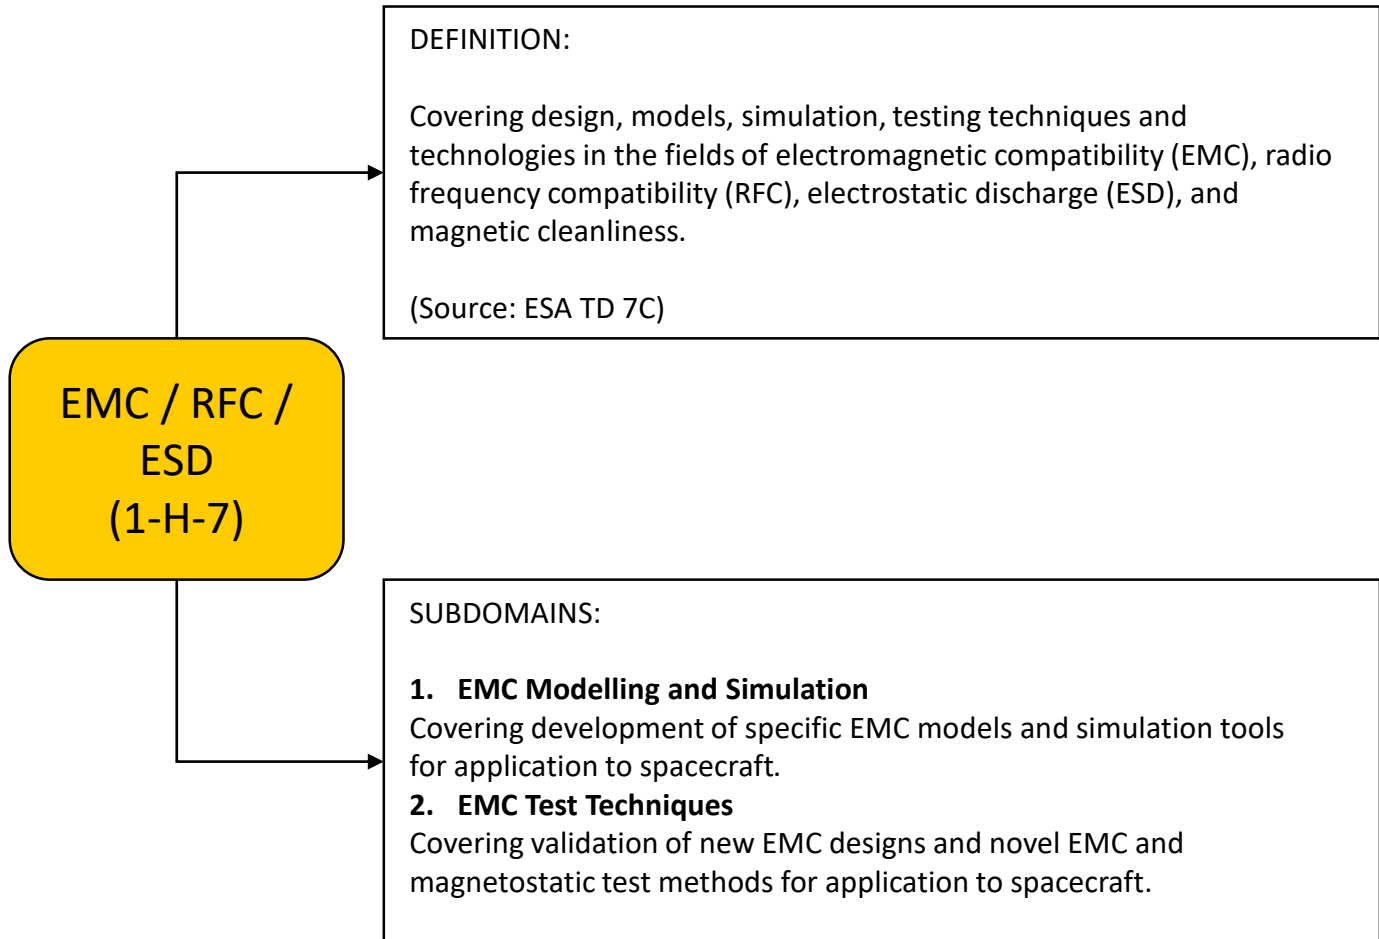 DEFINITION:
Covering design, models, simulation, testing techniques and
technologies in the fields of electromagnetic compatibility (EMC), radio
frequency compatibility (RFC), electrostatic discharge (ESD), and
magnetic cleanliness.
(Source: ESA TD 7C)
EMC / RFC /
ESD
(1-H-7)
SUBDOMAINS:
1. EMC Modelling and Simulation
Covering development of specific EMC models and simulation tools
for application to spacecraft.
2. EMC Test Techniques
Covering validation of new EMC designs and novel EMC and
magnetostatic test methods for application to spacecraft.